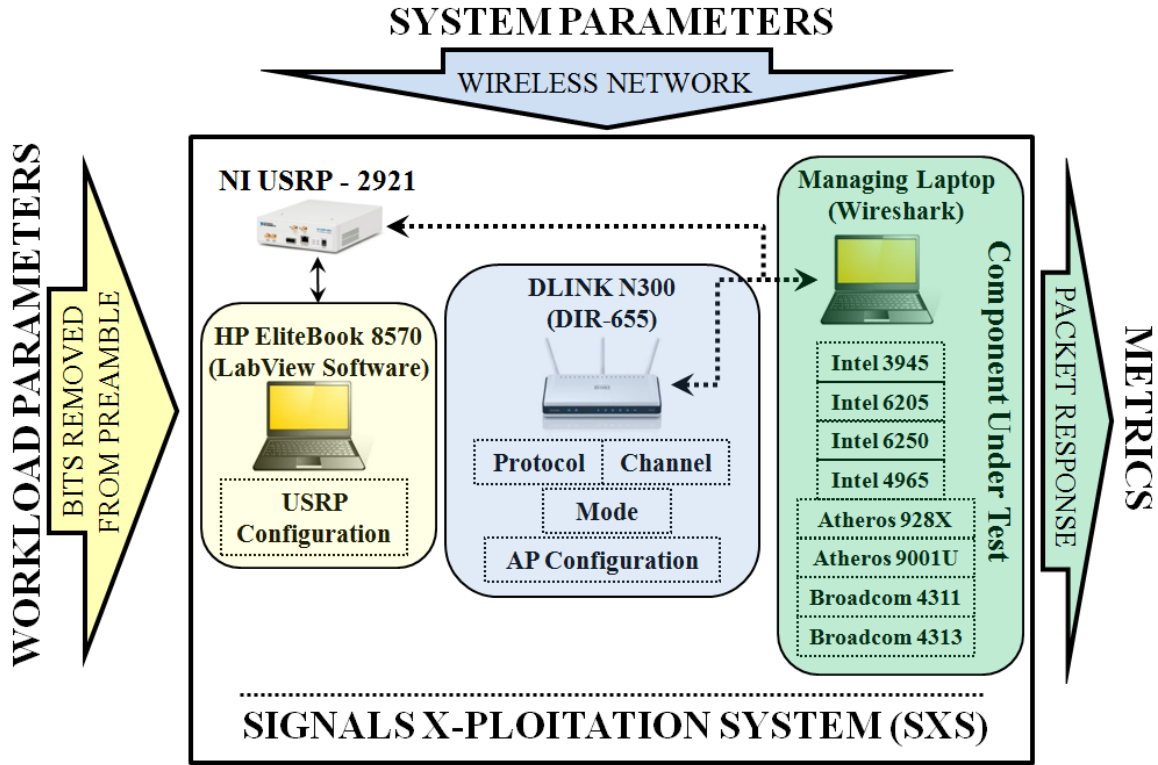 SYSTEM PARAMETERS
WIRELESS NETWORK
WORKLOAD PARAMETERS
BITS REMOVED
FROM PREAMBLE
NI USRP - 2921
HP EliteBook 8570
(LabView Software)
USRP
Configuration
DLINK N300
(DIR-655)
Protocol
Channel
Mode
AP Configuration
Managing Laptop
(Wireshark)
Intel 3945
Intel 6205
Intel 6250
Intel 4965
Atheros 928X
Atheros 9001U
Broadcom 4311
Broadcom 4313
Component Under Test
PACKET RESPONSE
METRICS
SIGNALS X-PLOITATION SYSTEM (SXS)